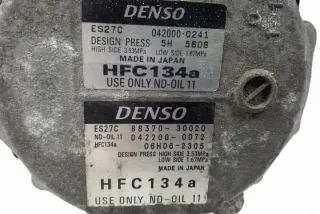 DENSO
ES27C 042000-0241
DESIGN PRESS 5H 5808
HIGH SIDE 3.53MPa LOW SIDE 1.67MPa
MADE IN JAPAN
HFC134a
USE ONLY ND-OIL 11
DENSO
ES27C 88370-30020
ND-OIL 11 042200-0072
HFC134a 06H06-2305
DESIGN PRESS HIGH SIDE 3.53MPa
LOW SIDE 1.67MPa
MADE IN JAPAN
HFC134a
USE ONLY ND-OIL 11